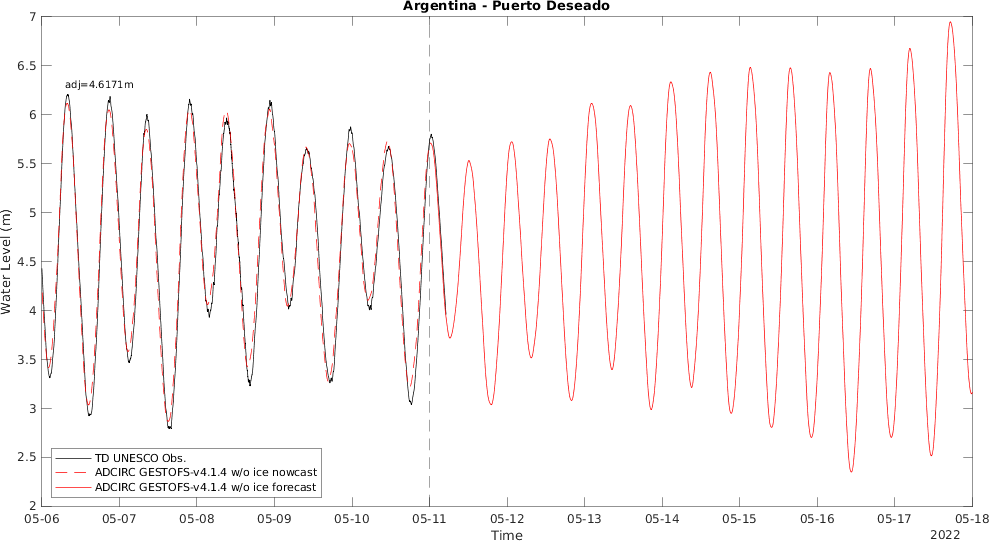 Argentina - Puerto Deseado
adj=4.6171m
7
6.5
6
5.5
5
4.5
4
3.5
3
2.5
2
Water Level (m)
TD UNESCO Obs.
ADCIRC GESTOFS-v4.1.4 w/o ice nowcast
ADCIRC GESTOFS-v4.1.4 w/o ice forecast
05-06 05-07 05-08 05-09 05-10 05-11 05-12 05-13 05-14 05-15 05-16 05-17 05-18
Time
2022